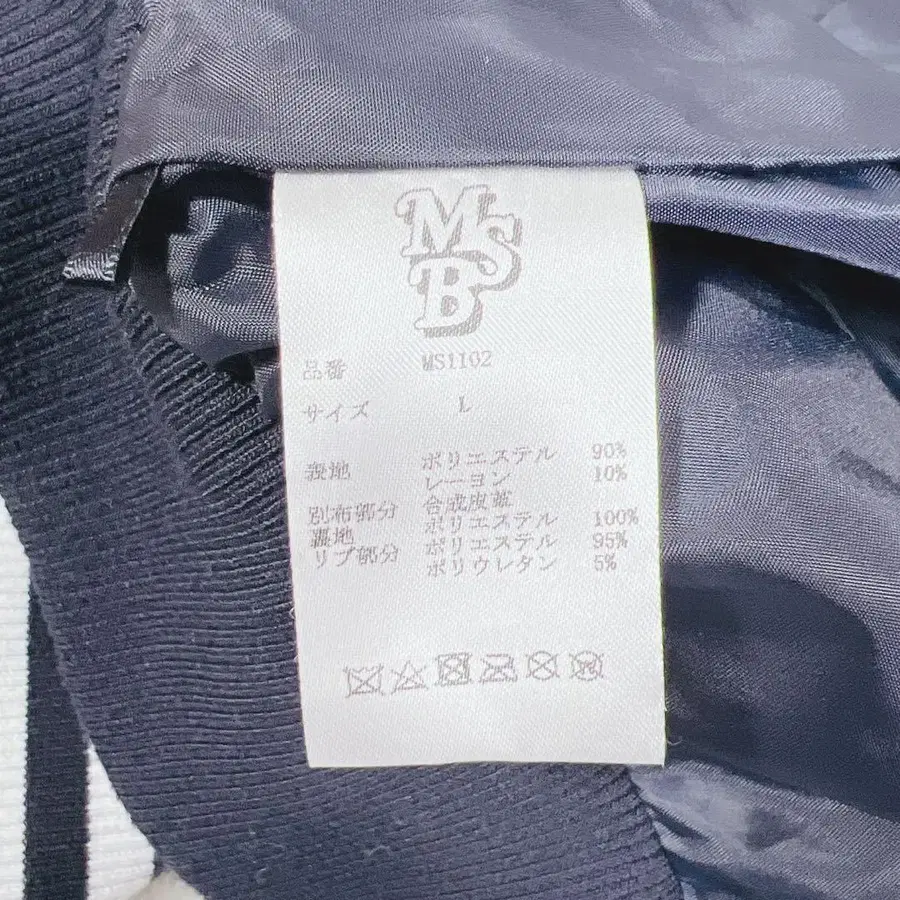 MSB
品番 MS1102
サイズ L
表地 ポリエステル 90%
レーヨン 10%
別布部分 合成皮革
裏地 ポリエステル 100%
リブ部分 ポリエステル 95%
ポリウレタン 5%